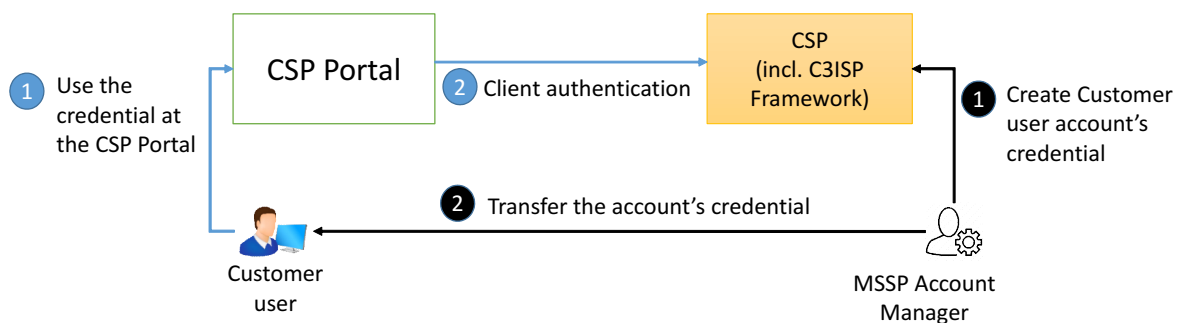 1
Use the
credential at
the CSP Portal
CSP Portal
2
Client authentication
CSP
(incl. C3ISP
Framework)
1
Create Customer
user account’s
credential
2
Transfer the account’s credential
Customer
user
MSSP Account
Manager